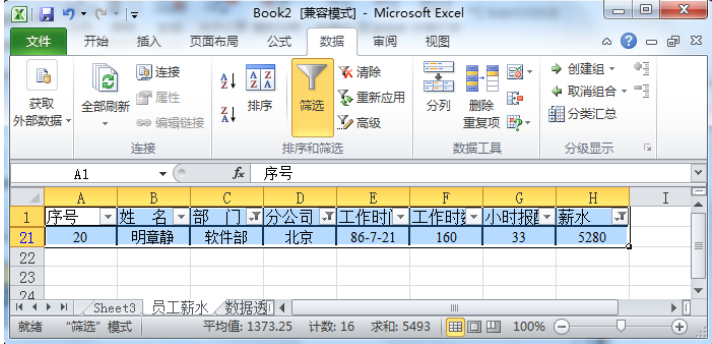 Book2 [兼容模式] - Microsoft Excel
文件 开始 插入 页面布局 公式 数据 审阅 视图
获取
外部数据
全部刷新
连接
属性
编辑链接
连接
排序
筛选
清除
重新应用
高级
排序和筛选
分列
删除
重复项
数据工具
创建组
取消组合
分类汇总
分级显示
A1 fx 序号
A B C D E F G H I
1 序号 姓 名 部 门 分公司 工作时 工作时 小时报 薪水
21 20 明章静 软件部 北京 86-7-21 160 33 5280
22
23
24
Sheet3 员工薪水 数据透
就绪 “筛选”模式 平均值: 1373.25 计数: 16 求和: 5493 100%